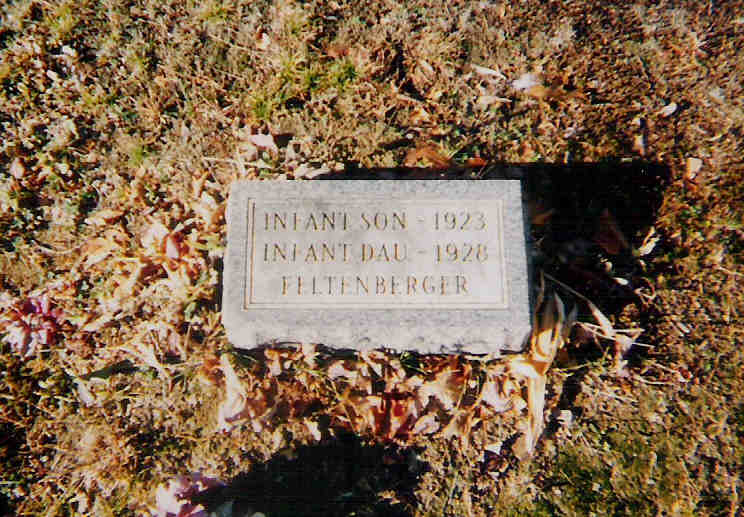 INFANT SON - 1923
INFANT DAU - 1928
FELTENBERGER